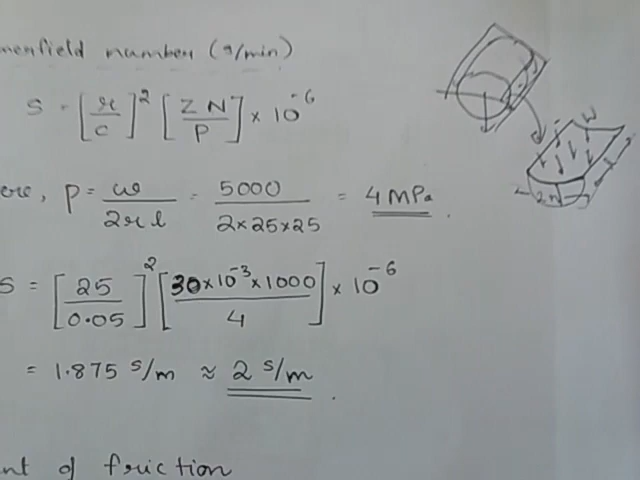 menfield number (s/min)
S = [r/c]² [ZN/P] × 10⁻⁶
ere, P = w/2rl = 5000/2×25×25 = 4 MPa.
S = [25/0.05]² [30×10⁻³×1000/4] × 10⁻⁶
= 1.875 s/m ≈ 2 s/m.
nt of friction
W
2r